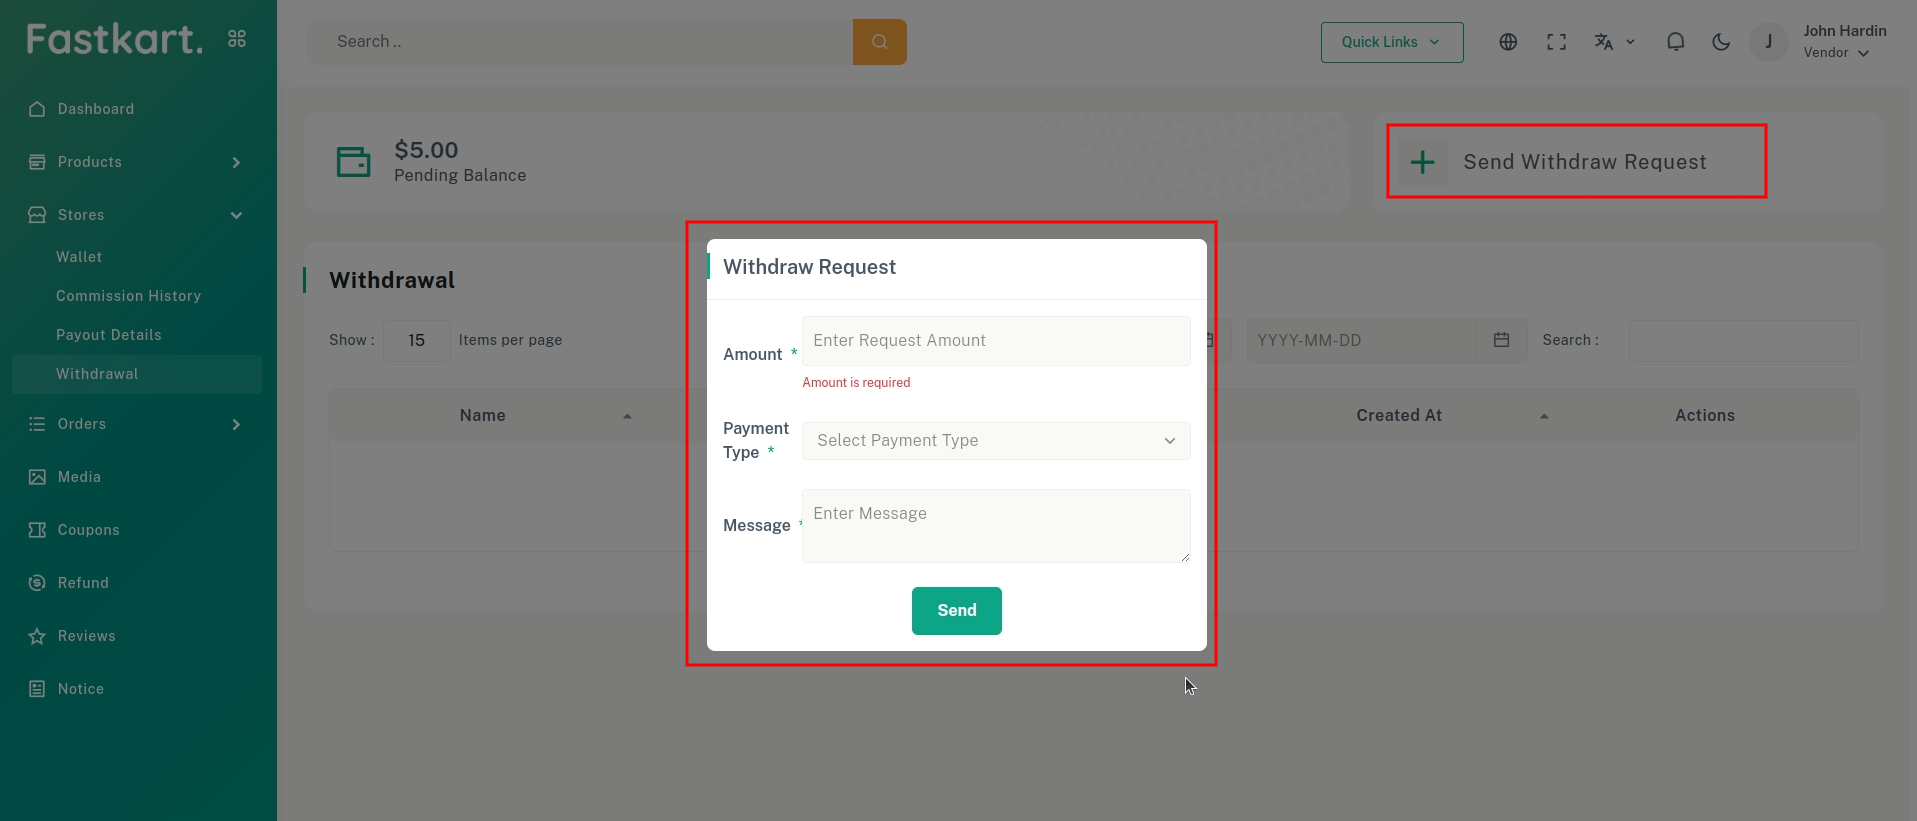 Fastkart.
Search ..
Quick Links
J
John Hardin
Vendor
Dashboard
Products
Stores
Wallet
Commission History
Payout Details
Withdrawal
Orders
Media
Coupons
Refund
Reviews
Notice
$5.00
Pending Balance
Send Withdraw Request
Withdrawal
Show :
15
Items per page
YYYY-MM-DD
Search :
Name
Created At
Actions
Withdraw Request
Amount *
Enter Request Amount
Amount is required
Payment
Type *
Select Payment Type
Message *
Enter Message
Send